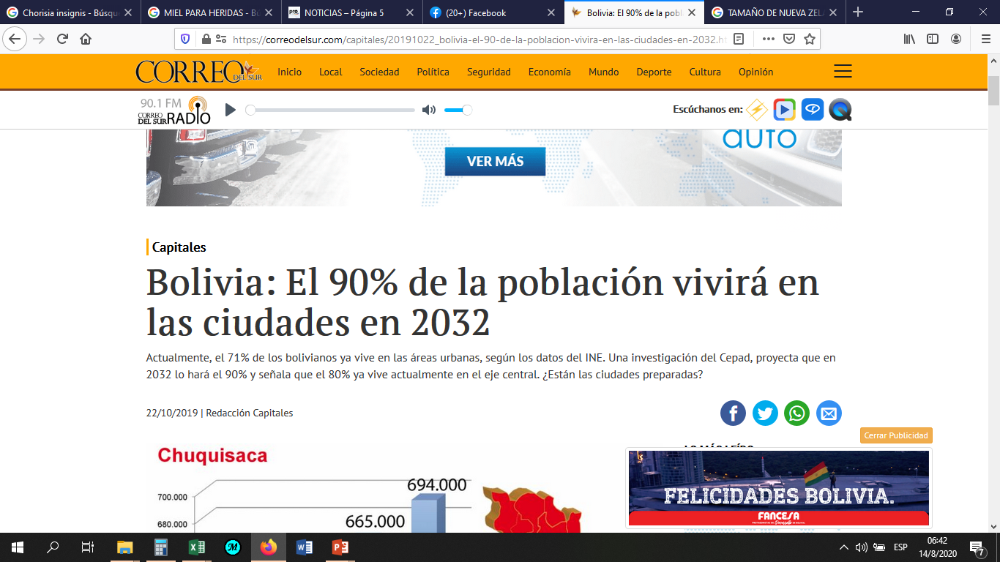 Chorisia insignis - Búsqu
MIEL PARA HERIDAS - Bú
NOTICIAS – Página 5
(20+) Facebook
Bolivia: El 90% de la pobl
TAMAÑO DE NUEVA ZEL
https://correodelsur.com/capitales/20191022_bolivia-el-90-de-la-poblacion-vivira-en-las-ciudades-en-2032.h
CORREO DEL SUR
Inicio Local Sociedad Política Seguridad Economía Mundo Deporte Cultura Opinión
90.1 FM
CORREO DEL SUR RADIO
Escúchanos en:
auto
VER MÁS
Capitales
Bolivia: El 90% de la población vivirá en
las ciudades en 2032
Actualmente, el 71% de los bolivianos ya vive en las áreas urbanas, según los datos del INE. Una investigación del Cepad, proyecta que en
2032 lo hará el 90% y señala que el 80% ya vive actualmente en el eje central. ¿Están las ciudades preparadas?
22/10/2019 | Redacción Capitales
Cerrar Publicidad
LO MÁS LEÍDO
Chuquisaca
694.000
700.000
665.000
680.000
FELICIDADES BOLIVIA.
FANCESA
ESP
06:42
14/8/2020
7